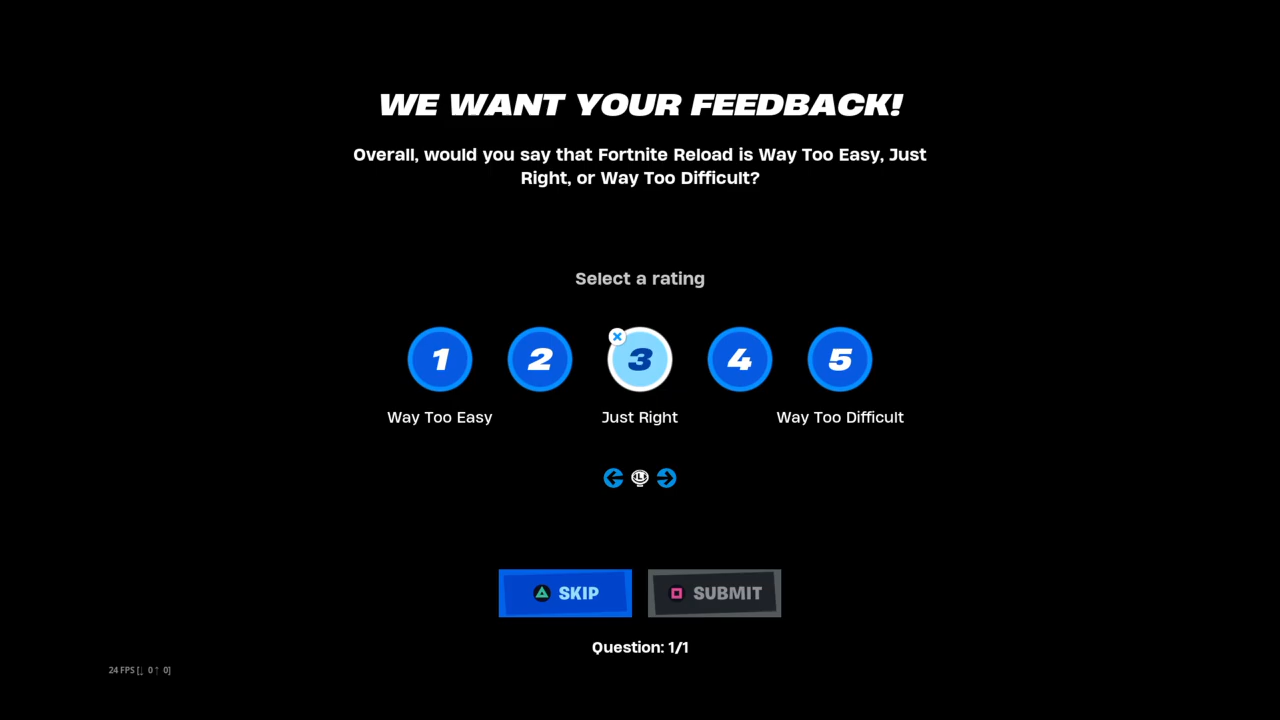 WE WANT YOUR FEEDBACK!
Overall, would you say that Fortnite Reload is Way Too Easy, Just
Right, or Way Too Difficult?
Select a rating
1 2 3 4 5
Way Too Easy Just Right Way Too Difficult
L
SKIP SUBMIT
Question: 1/1
24 FPS [↓ 0 ↑ 0]